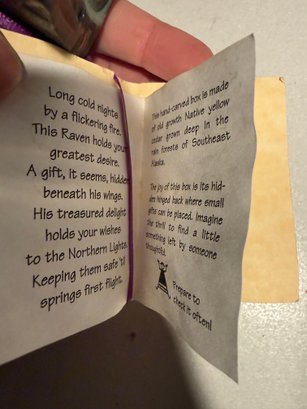 Long cold nights
by a flickering fire.
This Raven holds your
greatest desire.
A gift, it seems, hidden
beneath his wings.
His treasured delight
holds your wishes
to the Northern Lights.
Keeping them safe 'til
springs first flight.
This hand-carved box is made
of old growth Native yellow
cedar grown deep in the
rain forests of Southeast
Alaska.
The joy of this box is its hid-
den hinged back where small
gifts can be placed. Imagine
the thrill to find a little
something left by someone
thoughtful.
Prepare to
check it often!